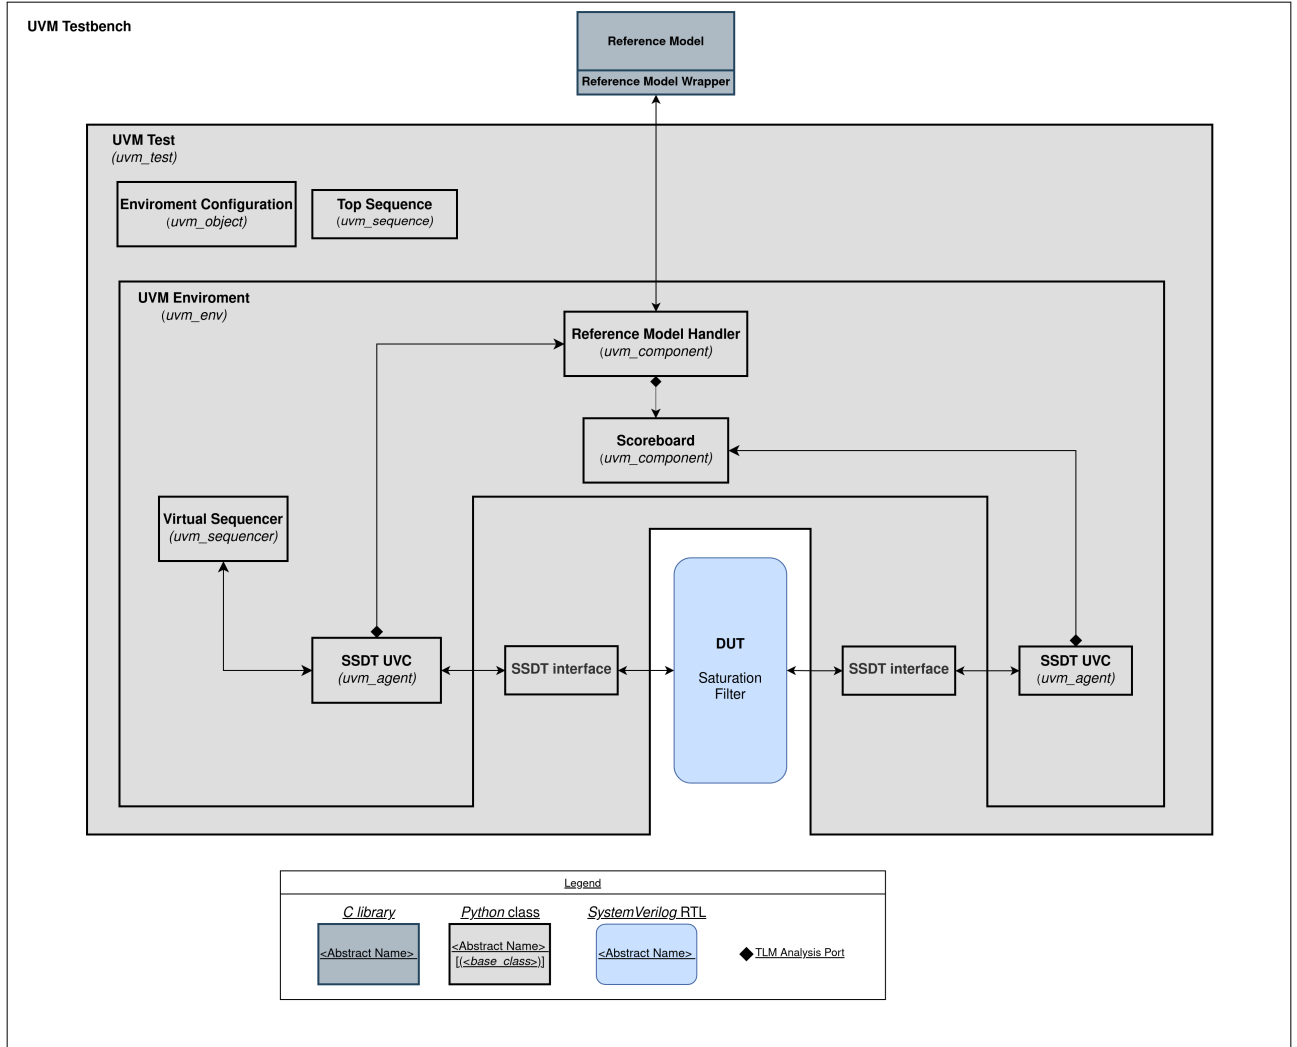 UVM Testbench
Reference Model
Reference Model Wrapper
UVM Test
(uvm_test)
Enviroment Configuration
(uvm_object)
Top Sequence
(uvm_sequence)
UVM Enviroment
(uvm_env)
Reference Model Handler
(uvm_component)
Scoreboard
(uvm_component)
Virtual Sequencer
(uvm_sequencer)
SSDT UVC
(uvm_agent)
SSDT interface
DUT
Saturation
Filter
SSDT interface
SSDT UVC
(uvm_agent)
Legend
C library
<Abstract Name>
Python class
<Abstract Name>
[(<base_class>)]
SystemVerilog RTL
<Abstract Name>
TLM Analysis Port